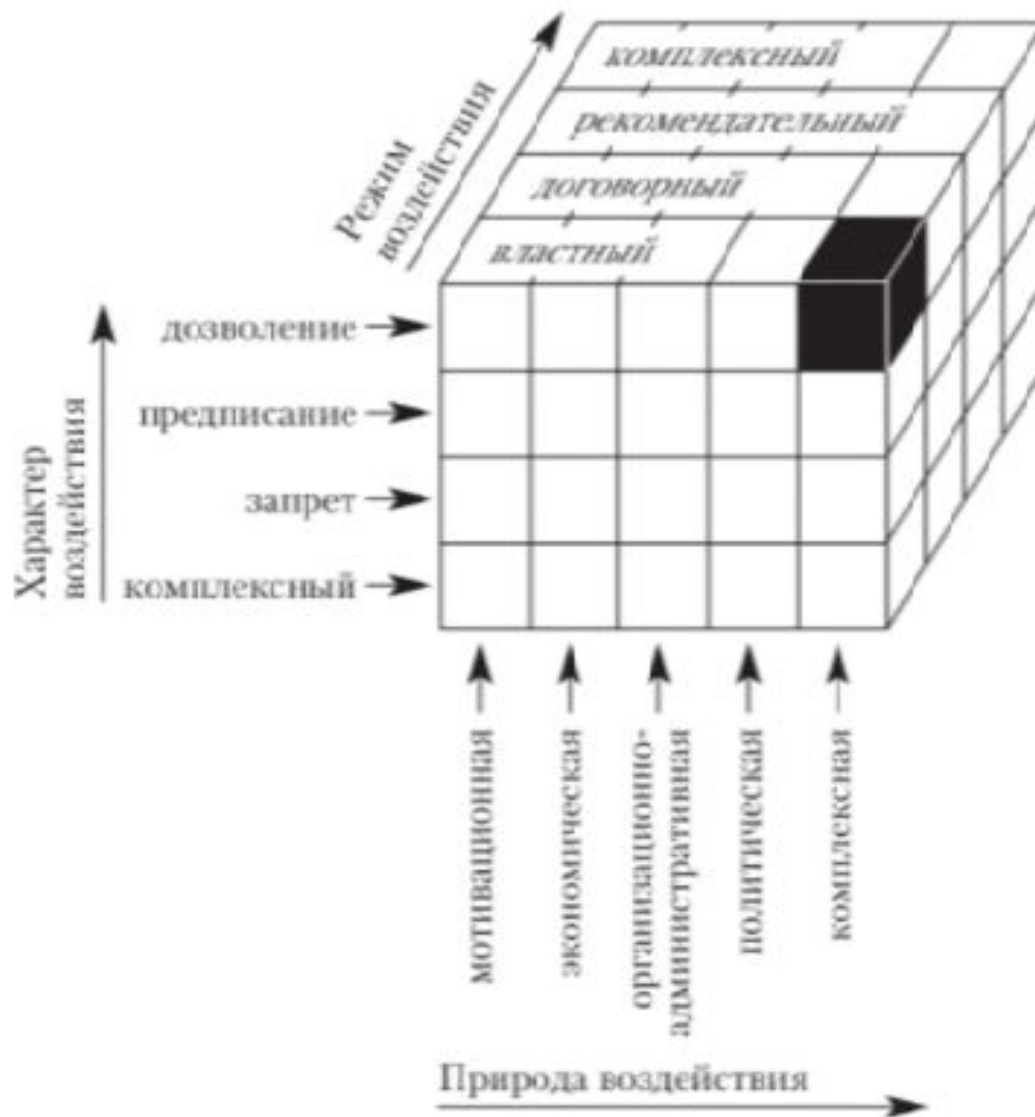 комплексный
рекомендательный
договорный
властный
Режим
воздействия
дозволение
предписание
запрет
комплексный
Характер
воздействия
мотивационная
экономическая
организационно-
административная
политическая
комплексная
Природа воздействия